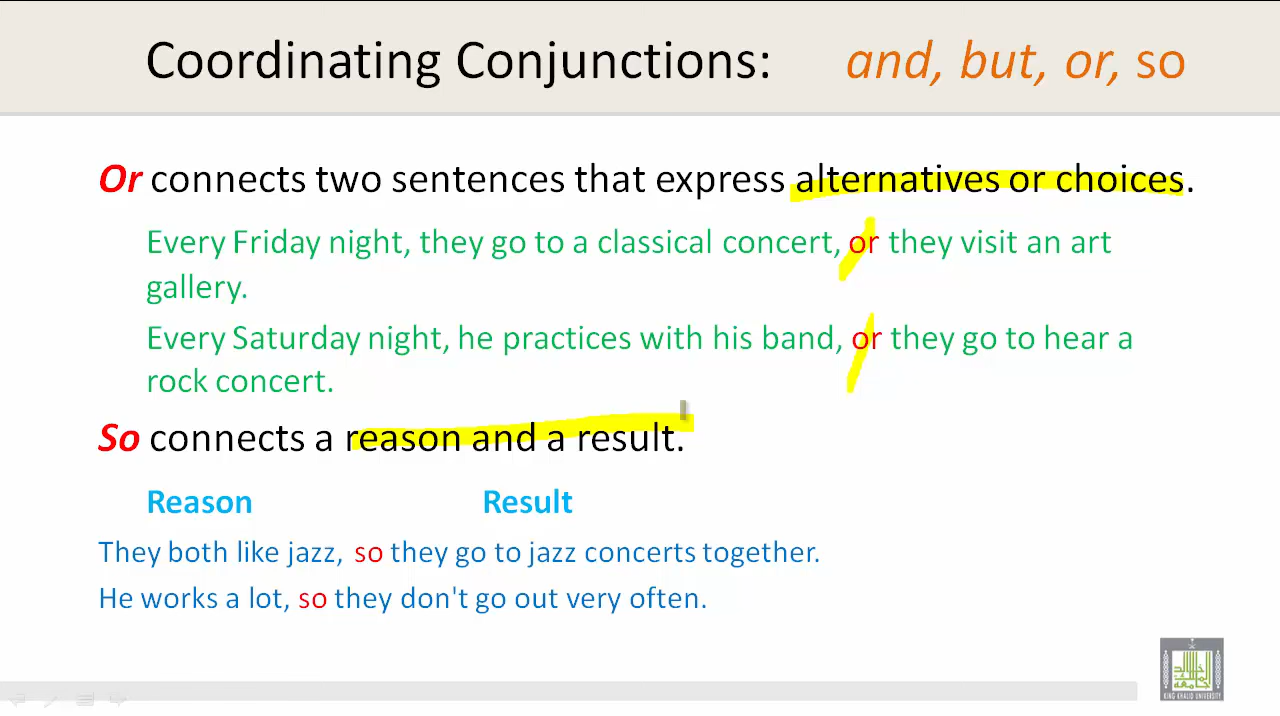 Coordinating Conjunctions: and, but, or, so
Or connects two sentences that express alternatives or choices.
Every Friday night, they go to a classical concert, or they visit an art
gallery.
Every Saturday night, he practices with his band, or they go to hear a
rock concert.
So connects a reason and a result.
Reason Result
They both like jazz, so they go to jazz concerts together.
He works a lot, so they don't go out very often.
KING KHALID UNIVERSITY